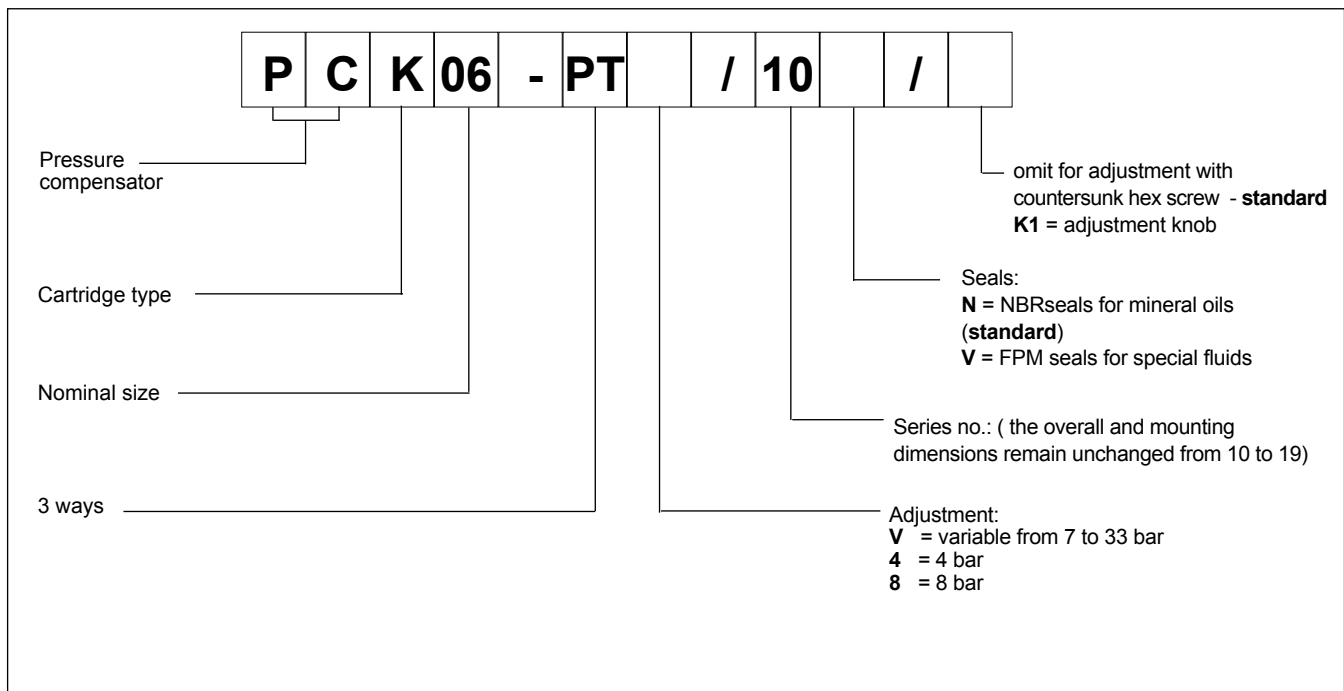 P C K 06 - PT / 10 /
Pressure
compensator
Cartridge type
Nominal size
3 ways
omit for adjustment with
countersunk hex screw - standard
K1 = adjustment knob
Seals:
N = NBRseals for mineral oils
(standard)
V = FPM seals for special fluids
Series no.: ( the overall and mounting
dimensions remain unchanged from 10 to 19)
Adjustment:
V = variable from 7 to 33 bar
4 = 4 bar
8 = 8 bar